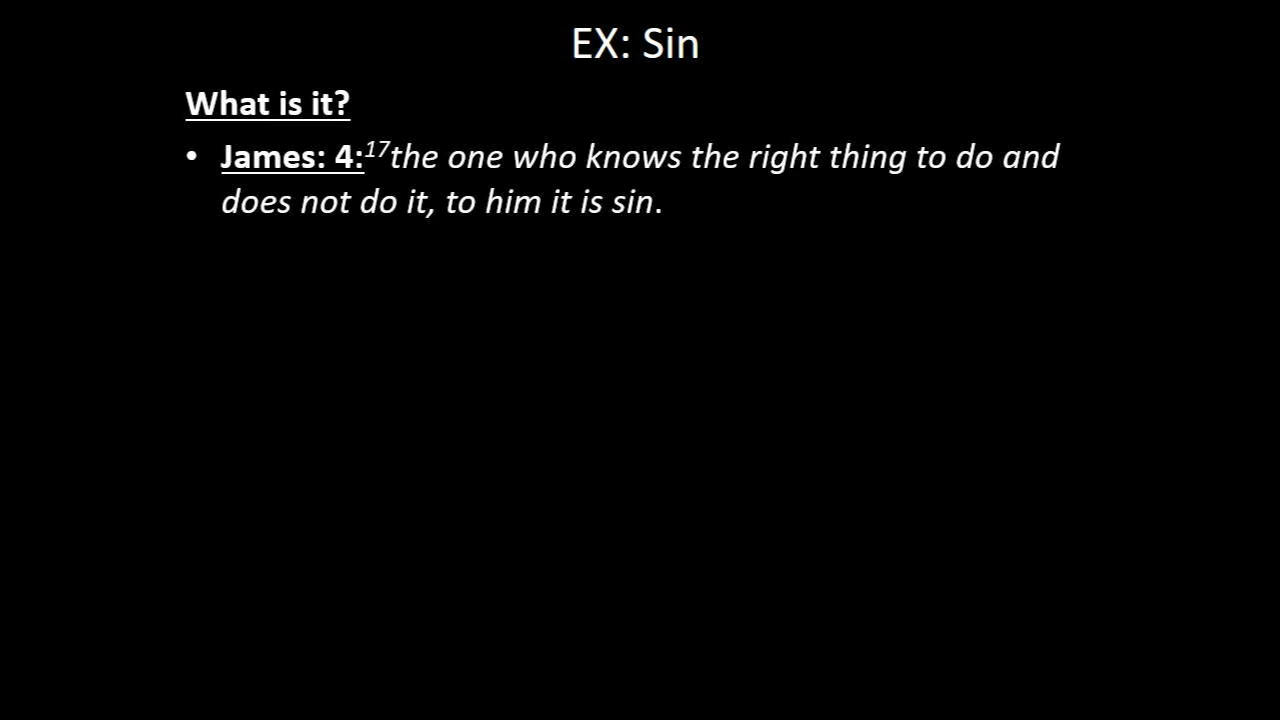 EX: Sin
What is it?
• James: 4:17the one who knows the right thing to do and
does not do it, to him it is sin.